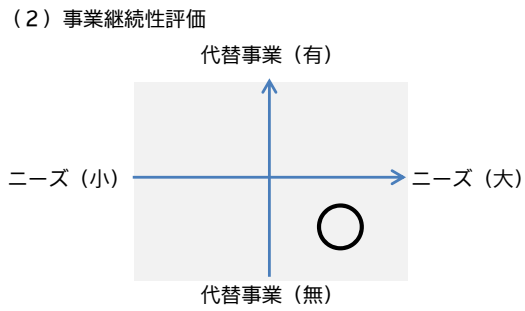 （2）事業継続性評価
代替事業（有）
ニーズ（小）
ニーズ（大）
代替事業（無）